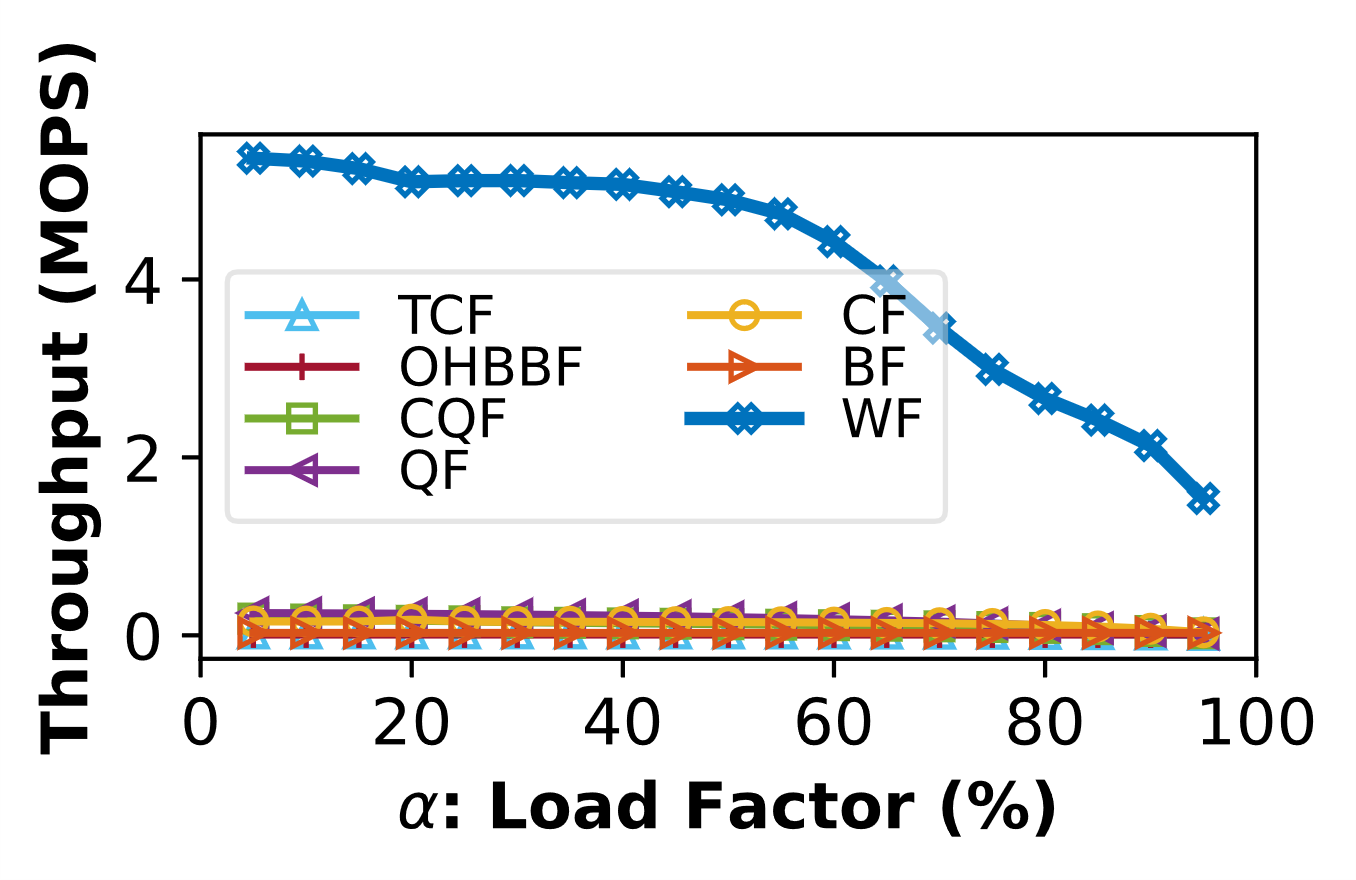 Throughput (MOPS)
4
2
0
TCF
OHBBF
CQF
QF
CF
BF
WF
0 20 40 60 80 100
α: Load Factor (%)